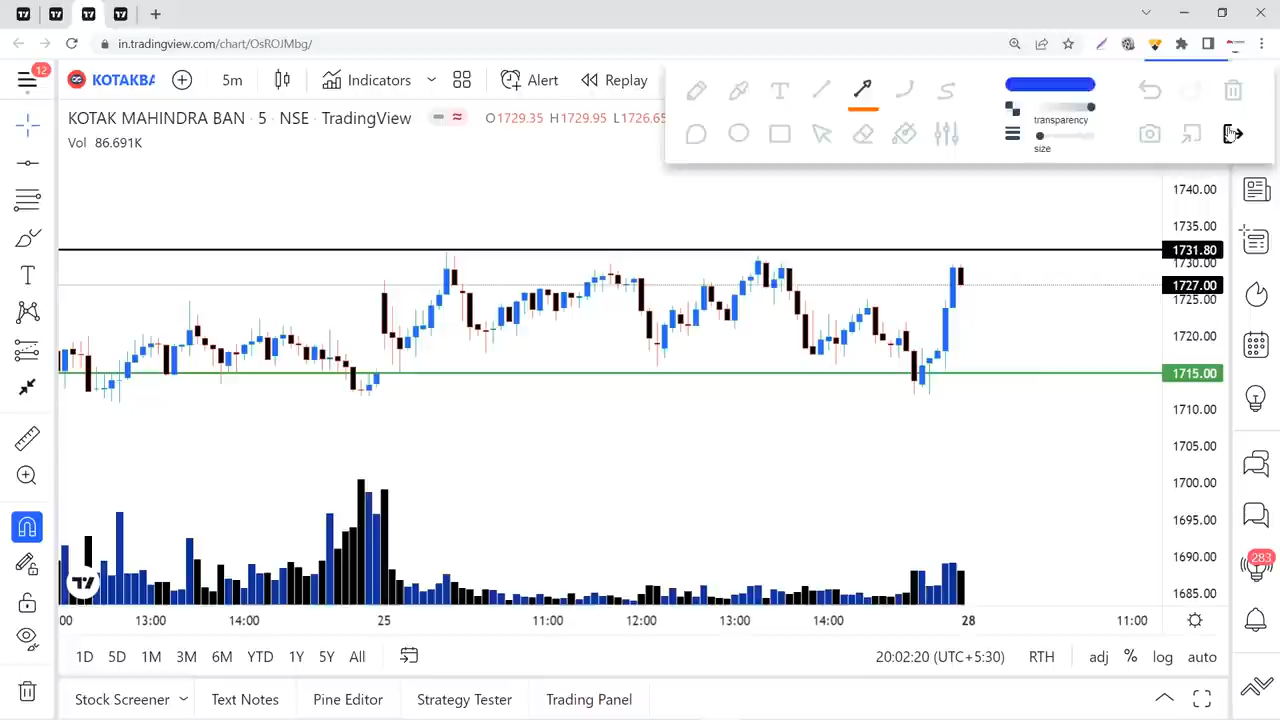 in.tradingview.com/chart/OsROJMbg/
12
KOTAKBA
5m
Indicators
Alert
Replay
T
transparency
size
KOTAK MAHINDRA BAN · 5 · NSE · TradingView
O1729.35 H1729.95 L1726.65
Vol 86.691K
1740.00
1735.00
1731.80
1730.00
1727.00
1725.00
1720.00
1715.00
1710.00
1705.00
1700.00
1695.00
1690.00
1685.00
283
13:00 14:00 25 11:00 12:00 13:00 14:00 28 11:00
1D 5D 1M 3M 6M YTD 1Y 5Y All
20:02:20 (UTC+5:30) RTH adj % log auto
Stock Screener Text Notes Pine Editor Strategy Tester Trading Panel